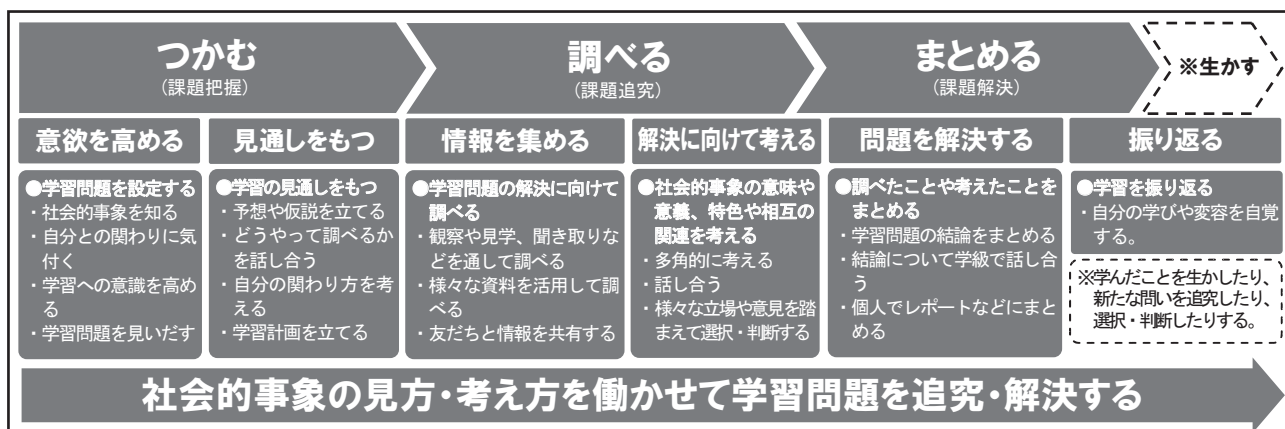 つかむ
(課題把握)
調べる
(課題追究)
まとめる
(課題解決)
※生かす
意欲を高める
●学習問題を設定する
・社会的事象を知る
・自分との関わりに気
付く
・学習への意識を高め
る
・学習問題を見いだす
見通しをもつ
●学習の見通しをもつ
・予想や仮説を立てる
・どうやって調べるか
を話し合う
・自分の関わり方を考
える
・学習計画を立てる
情報を集める
●学習問題の解決に向けて
調べる
・観察や見学、聞き取りな
どを通して調べる
・様々な資料を活用して調
べる
・友だちと情報を共有する
解決に向けて考える
●社会的事象の意味や
意義、特色や相互の
関連を考える
・多角的に考える
・話し合う
・様々な立場や意見を踏
まえて選択・判断する
問題を解決する
●調べたことや考えたことを
まとめる
・学習問題の結論をまとめる
・結論について学級で話し合
う
・個人でレポートなどにまと
める
振り返る
●学習を振り返る
・自分の学びや変容を自覚
する。
※学んだことを生かしたり、
新たな問いを追究したり、
選択・判断したりする。
社会的事象の見方・考え方を働かせて学習問題を追究・解決する